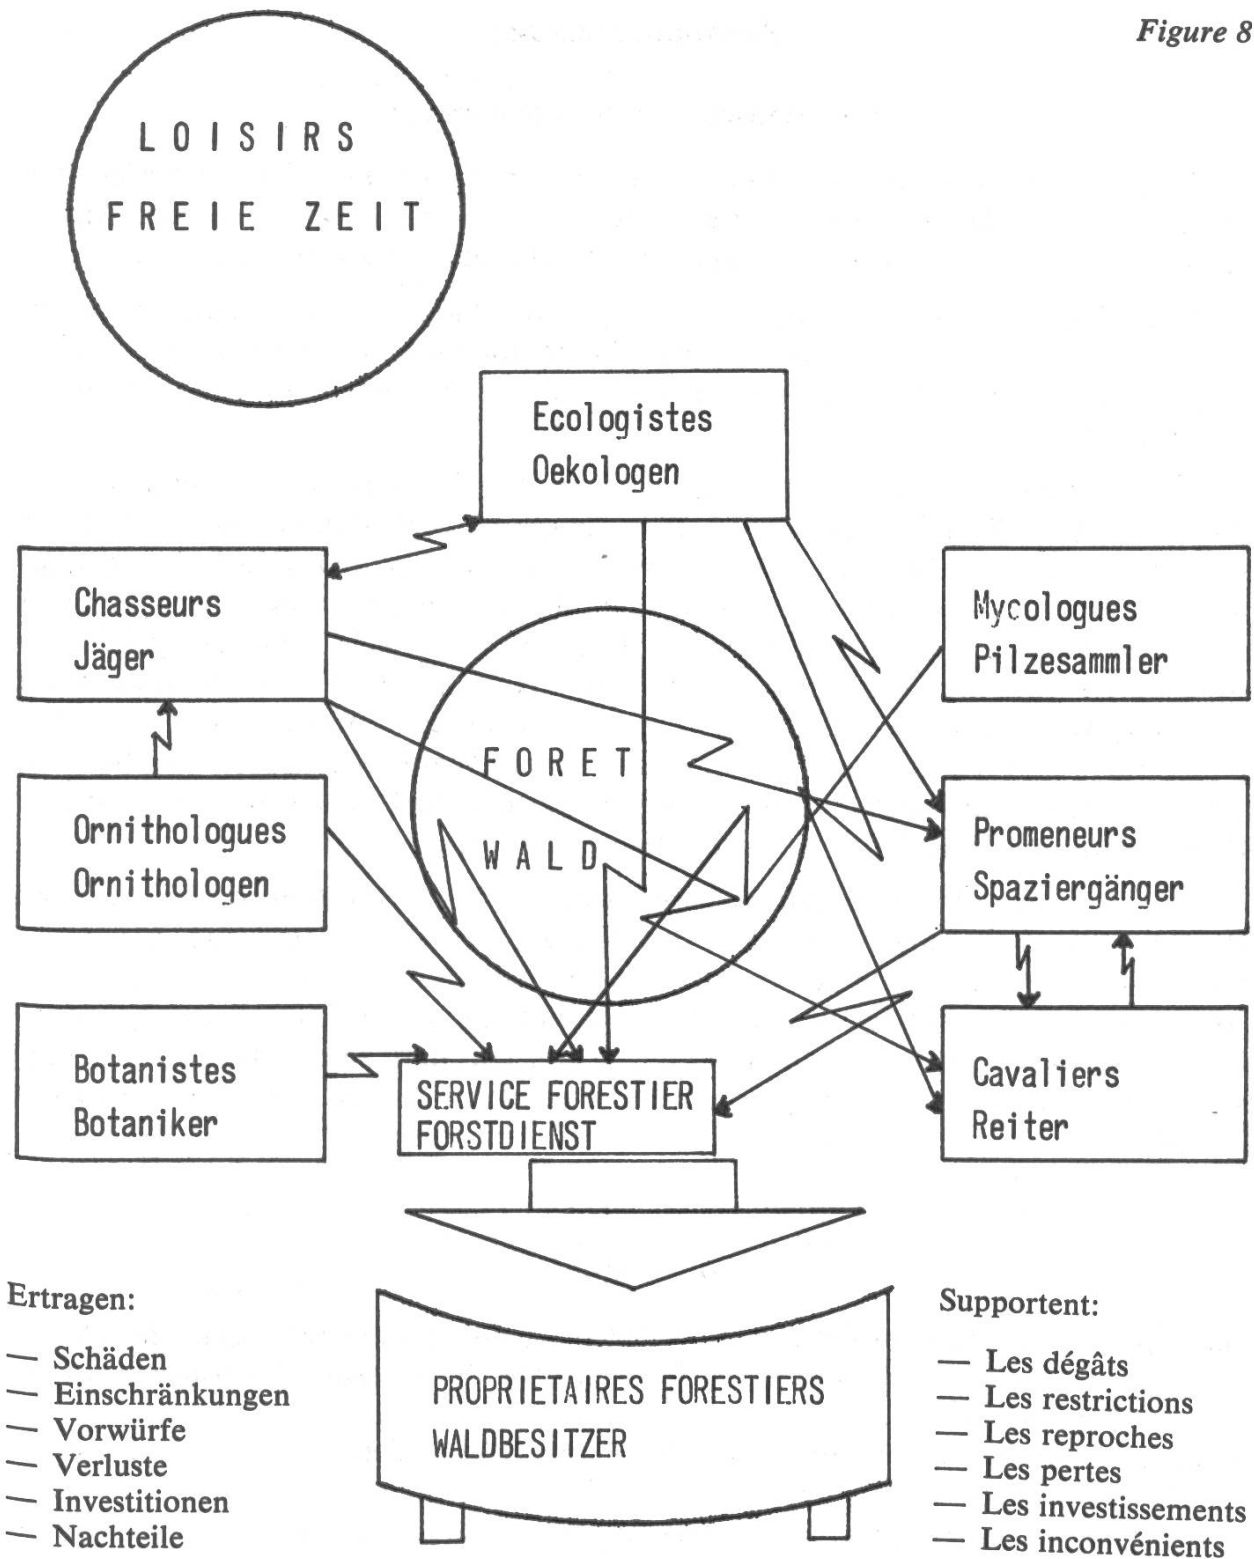 Figure 8
LOISIRS
FREIE ZEIT
Ecologistes
Oekologen
Chasseurs
Jäger
Mycologues
Pilzesammler
FORET
WALD
Ornithologues
Ornithologen
Promeneurs
Spaziergänger
Botanistes
Botaniker
SERVICE FORESTIER
FORSTDIENST
Cavaliers
Reiter
PROPRIETAIRES FORESTIERS
WALDBESITZER
Ertragen:
— Schäden
— Einschränkungen
— Vorwürfe
— Verluste
— Investitionen
— Nachteile
Supportent:
— Les dégâts
— Les restrictions
— Les reproches
— Les pertes
— Les investissements
— Les inconvénients